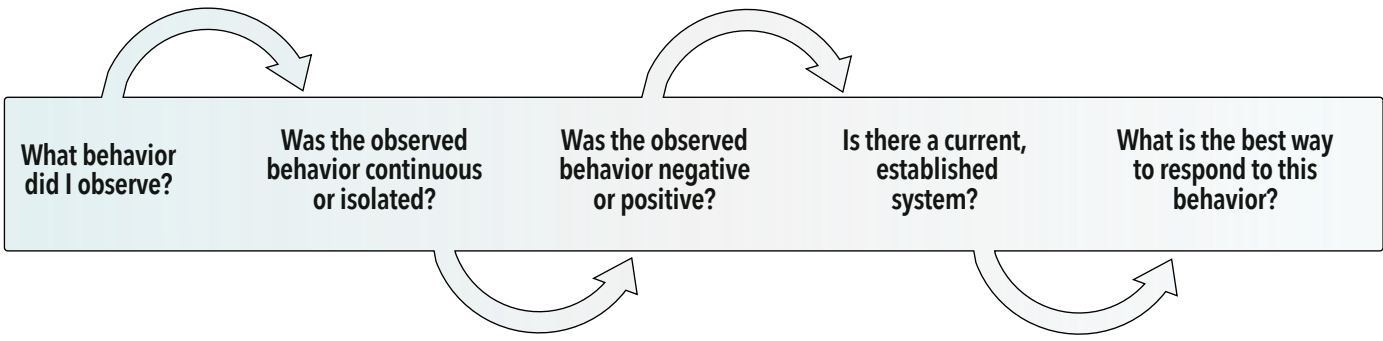 What behavior
did I observe?
Was the observed
behavior continuous
or isolated?
Was the observed
behavior negative
or positive?
Is there a current,
established
system?
What is the best way
to respond to this
behavior?